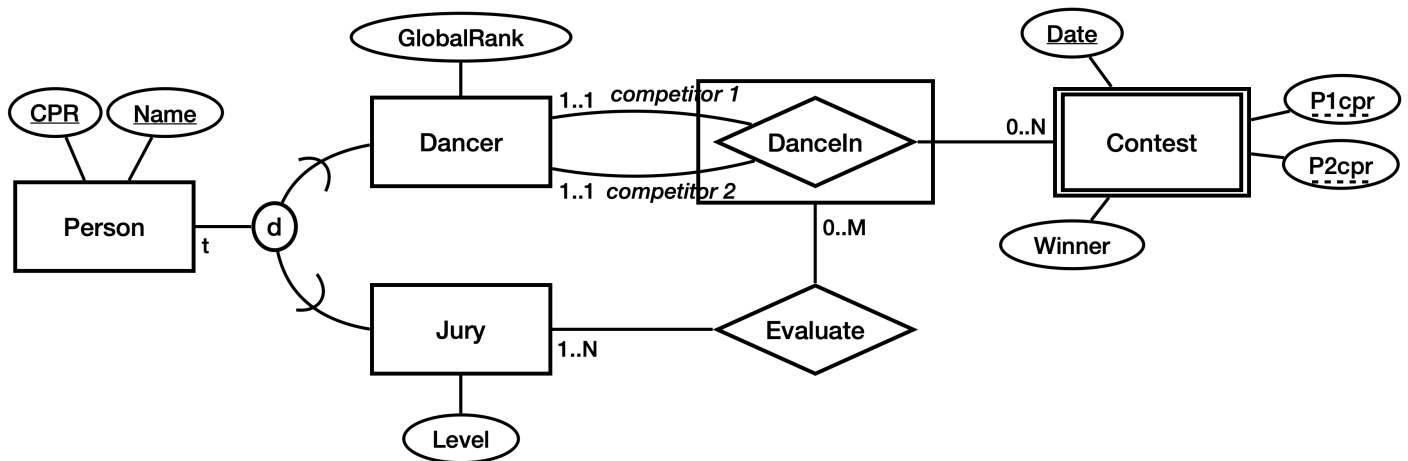 GlobalRank
Date
CPR
Name
P1cpr
1..1
competitor 1
Dancer
DanceIn
0..N
Contest
P2cpr
1..1
competitor 2
Person
d
t
0..M
Winner
Jury
Evaluate
1..N
Level